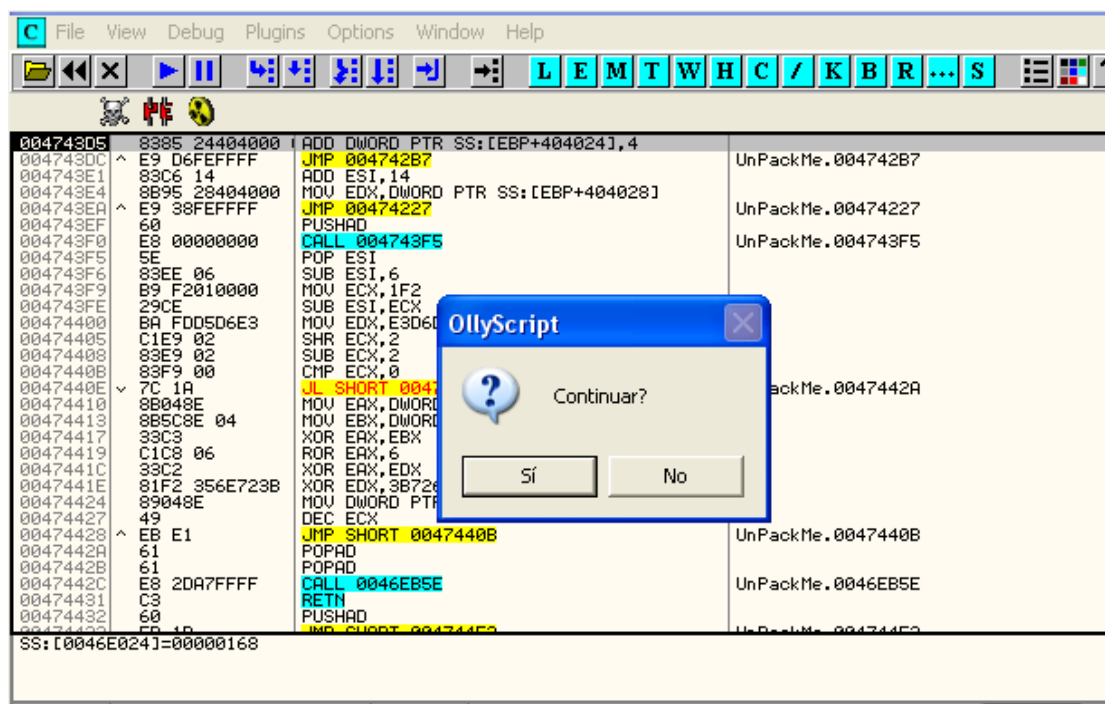 C File View Debug Plugins Options Window Help
L E M T W H C / K B R ... S
004743D5 8385 24404000 ADD DWORD PTR SS:[EBP+404024],4
004743DC ^ E9 D6FEFFFF JMP 004742B7 UnPackMe.004742B7
004743E1 83C6 14 ADD ESI,14
004743E4 8B95 28404000 MOV EDX,DWORD PTR SS:[EBP+404028]
004743EA ^ E9 38FEFFFF JMP 00474227 UnPackMe.00474227
004743EF 60 PUSHAD
004743F0 E8 00000000 CALL 004743F5 UnPackMe.004743F5
004743F5 5E POP ESI
004743F6 83EE 06 SUB ESI,6
004743F9 B9 F2010000 MOV ECX,1F2
004743FE 29CE SUB ESI,ECX
00474400 BA FDD5D6E3 MOV EDX,E3D6
00474405 C1E9 02 SHR ECX,2
00474408 83E9 02 SUB ECX,2
0047440B 83F9 00 CMP ECX,0
0047440E v 7C 1A JL SHORT 0047 ackMe.0047442A
00474410 8B048E MOV EAX,DWORD
00474413 8B5C8E 04 MOV EBX,DWORD
00474417 33C3 XOR EAX,EBX
00474419 C1C8 06 ROR EAX,6
0047441C 33C2 XOR EAX,EDX
0047441E 81F2 356E723B XOR EDX,3B726
00474424 89048E MOV DWORD PTR
00474427 49 DEC ECX
00474428 ^ EB E1 JMP SHORT 0047440B UnPackMe.0047440B
0047442A 61 POPAD
0047442B 61 POPAD
0047442C E8 2DA7FFFF CALL 0046EB5E UnPackMe.0046EB5E
00474431 C3 RETN
00474432 60 PUSHAD
SS:[0046E024]=00000168
OllyScript
Continuar?
Sí No